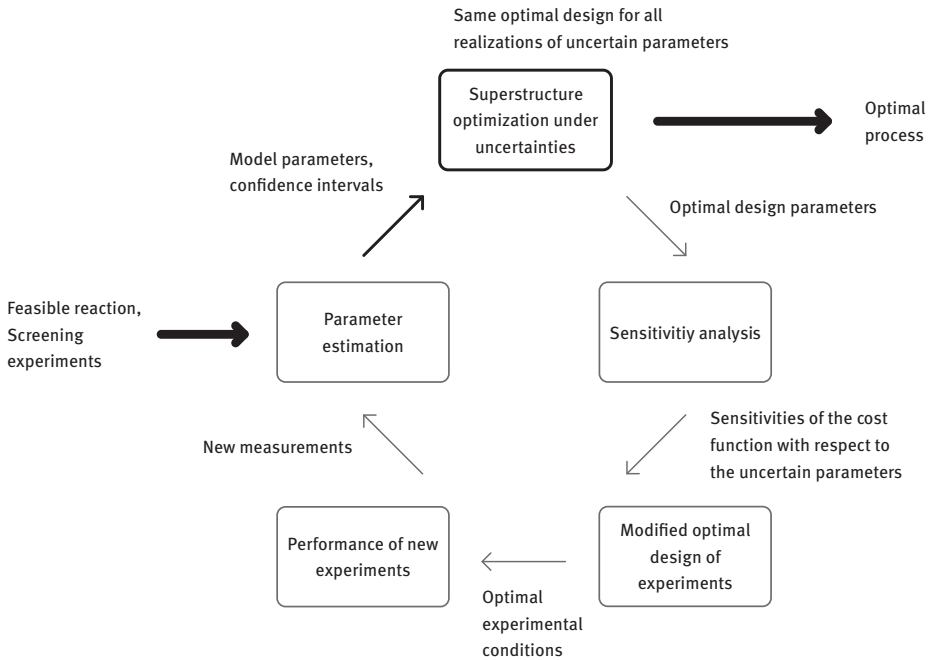 Same optimal design for all
realizations of uncertain parameters
Superstructure
optimization under
uncertainties
Optimal
process
Model parameters,
confidence intervals
Optimal design parameters
Feasible reaction,
Screening
experiments
Parameter
estimation
Sensitivitiy analysis
Sensitivities of the cost
function with respect to
the uncertain parameters
New measurements
Performance of new
experiments
Modified optimal
design of
experiments
Optimal
experimental
conditions